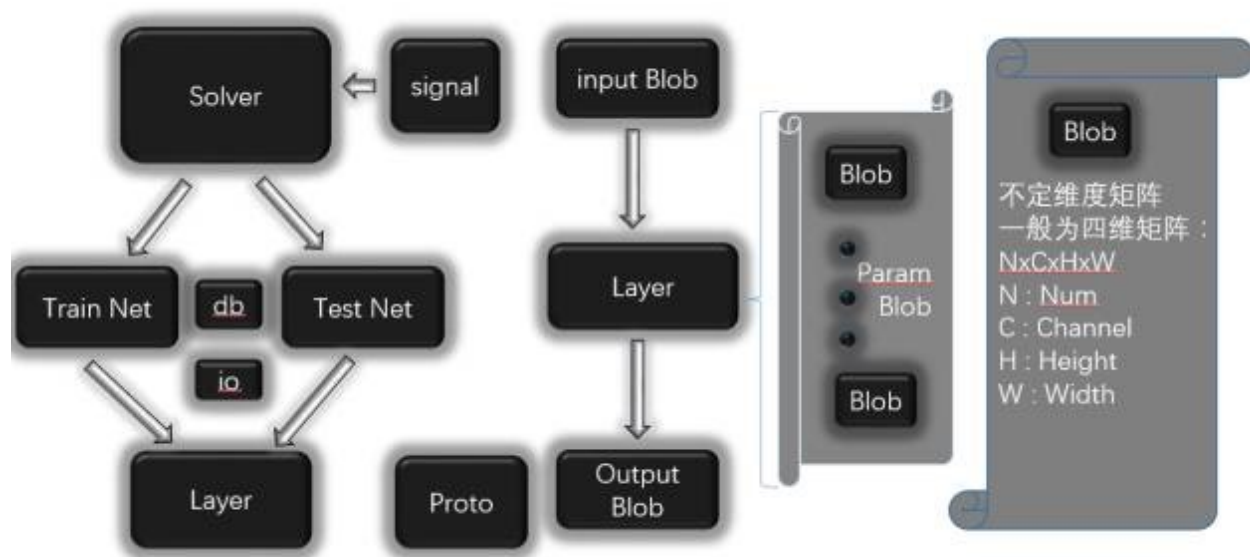 Solver
signal
Train Net
db
Test Net
io
Layer
Proto
input Blob
Layer
Output
Blob
Blob
Param
Blob
Blob
Blob
不定维度矩阵
一般为四维矩阵：
NxCxHxW
N : Num
C : Channel
H : Height
W : Width